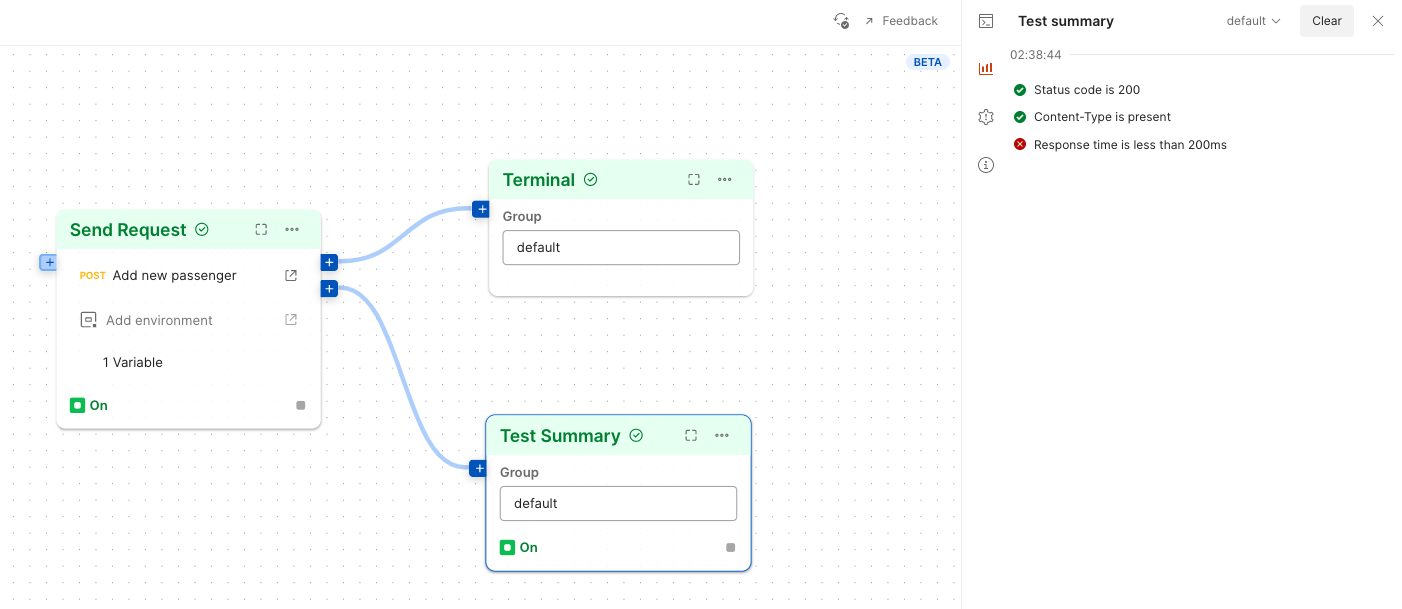 Feedback
BETA
Send Request
POST Add new passenger
Add environment
1 Variable
On
Terminal
Group
default
Test Summary
Group
default
On
Test summary
default
Clear
02:38:44
Status code is 200
Content-Type is present
Response time is less than 200ms